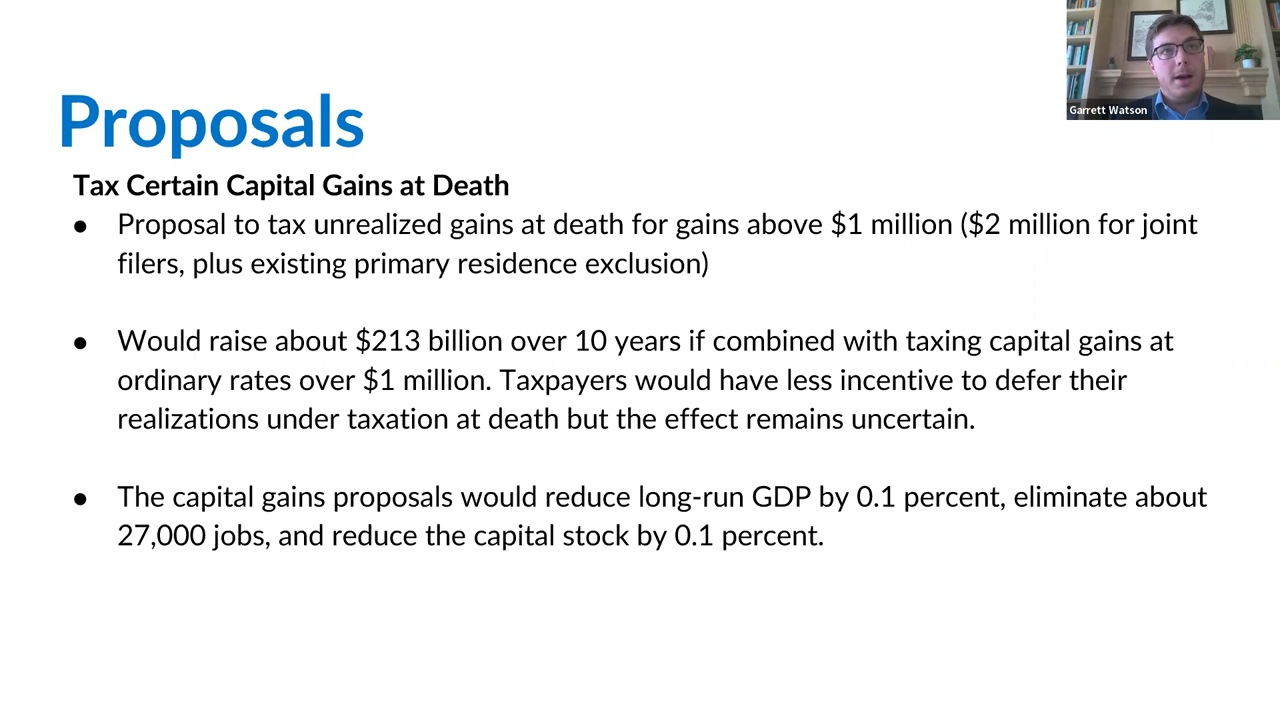 Garrett Watson
Proposals
Tax Certain Capital Gains at Death
● Proposal to tax unrealized gains at death for gains above $1 million ($2 million for joint
filers, plus existing primary residence exclusion)
● Would raise about $213 billion over 10 years if combined with taxing capital gains at
ordinary rates over $1 million. Taxpayers would have less incentive to defer their
realizations under taxation at death but the effect remains uncertain.
● The capital gains proposals would reduce long-run GDP by 0.1 percent, eliminate about
27,000 jobs, and reduce the capital stock by 0.1 percent.